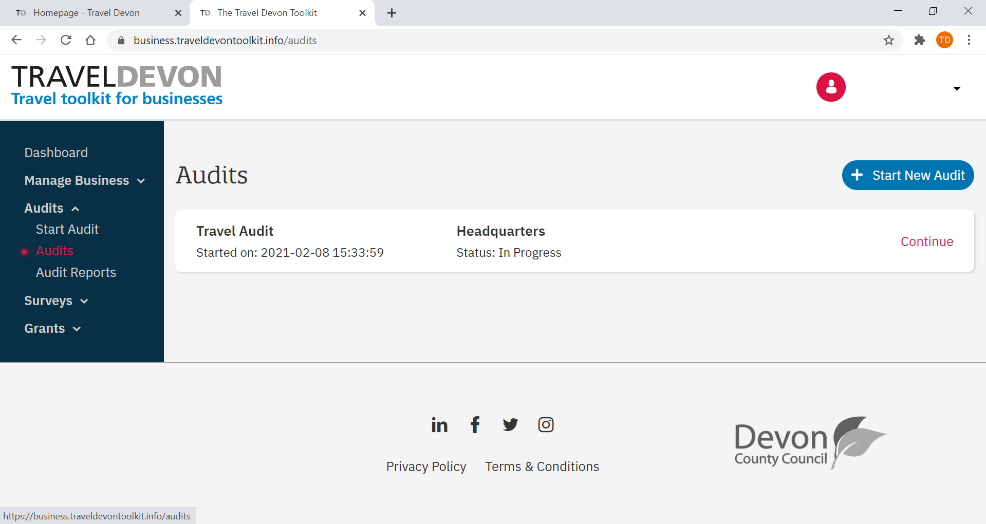 TD Homepage - Travel Devon
TD The Travel Devon Toolkit
business.traveldevontoolkit.info/audits
TD
TRAVELDEVON
Travel toolkit for businesses
Dashboard
Manage Business
Audits
Start Audit
Audits
Audit Reports
Surveys
Grants
Audits
+ Start New Audit
Travel Audit
Started on: 2021-02-08 15:33:59
Headquarters
Status: In Progress
Continue
in
Privacy Policy
Terms & Conditions
Devon
County Council
https://business.traveldevontoolkit.info/audits